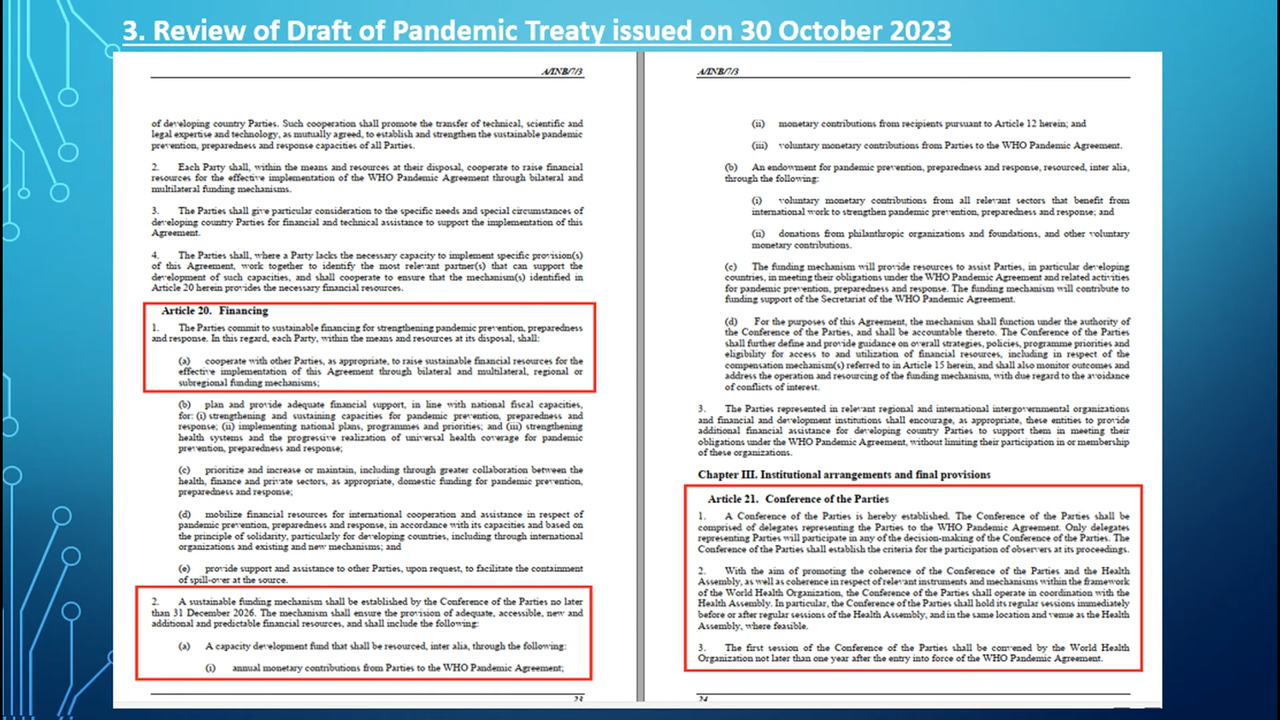 3. Review of Draft of Pandemic Treaty issued on 30 October 2023
A/INB/7/3
of developing country Parties. Such cooperation shall promote the transfer of technical, scientific and
legal expertise and technology, as mutually agreed, to establish and strengthen the sustainable pandemic
prevention, preparedness and response capacities of all Parties.
2. Each Party shall, within the means and resources at their disposal, cooperate to raise financial
resources for the effective implementation of the WHO Pandemic Agreement through bilateral and
multilateral funding mechanisms.
3. The Parties shall give particular consideration to the specific needs and special circumstances of
developing country Parties for financial and technical assistance to support the implementation of this
Agreement.
4. The Parties shall, where a Party lacks the necessary capacity to implement specific provision(s)
of this Agreement, work together to identify the most relevant partner(s) that can support the
development of such capacities, and shall cooperate to ensure that the mechanism(s) identified in
Article 20 herein provides the necessary financial resources.
Article 20. Financing
1. The Parties commit to sustainable financing for strengthening pandemic prevention, preparedness
and response. In this regard, each Party, within the means and resources at its disposal, shall:
(a) cooperate with other Parties, as appropriate, to raise sustainable financial resources for the
effective implementation of this Agreement through bilateral and multilateral, regional or
subregional funding mechanisms;
(b) plan and provide adequate financial support, in line with national fiscal capacities,
for: (i) strengthening and sustaining capacities for pandemic prevention, preparedness and
response; (ii) implementing national plans, programmes and priorities; and (iii) strengthening
health systems and the progressive realization of universal health coverage for pandemic
prevention, preparedness and response;
(c) prioritize and increase or maintain, including through greater collaboration between the
health, finance and private sectors, as appropriate, domestic funding for pandemic prevention,
preparedness and response;
(d) mobilize financial resources for international cooperation and assistance in respect of
pandemic prevention, preparedness and response, in accordance with its capacities and based on
the principle of solidarity, particularly for developing countries, including through international
organizations and existing and new mechanisms; and
(e) provide support and assistance to other Parties, upon request, to facilitate the containment
of spill-over at the source.
2. A sustainable funding mechanism shall be established by the Conference of the Parties no later
than 31 December 2026. The mechanism shall ensure the provision of adequate, accessible, new and
additional and predictable financial resources, and shall include the following:
(a) A capacity development fund that shall be resourced, inter alia, through the following:
(i) annual monetary contributions from Parties to the WHO Pandemic Agreement;
23
A/INB/7/3
(ii) monetary contributions from recipients pursuant to Article 12 herein; and
(iii) voluntary monetary contributions from Parties to the WHO Pandemic Agreement.
(b) An endowment for pandemic prevention, preparedness and response, resourced, inter alia,
through the following:
(i) voluntary monetary contributions from all relevant sectors that benefit from
international work to strengthen pandemic prevention, preparedness and response; and
(ii) donations from philanthropic organizations and foundations, and other voluntary
monetary contributions.
(c) The funding mechanism will provide resources to assist Parties, in particular developing
countries, in meeting their obligations under the WHO Pandemic Agreement and related activities
for pandemic prevention, preparedness and response. The funding mechanism will contribute to
funding support of the Secretariat of the WHO Pandemic Agreement.
(d) For the purposes of this Agreement, the mechanism shall function under the authority of
the Conference of the Parties, and shall be accountable thereto. The Conference of the Parties
shall further define and provide guidance on overall strategies, policies, programme priorities and
eligibility for access to and utilization of financial resources, including in respect of the
compensation mechanism(s) referred to in Article 15 herein, and shall also monitor outcomes and
address the operation and resourcing of the funding mechanism, with due regard to the avoidance
of conflicts of interest.
3. The Parties represented in relevant regional and international intergovernmental organizations
and financial and development institutions shall encourage, as appropriate, these entities to provide
additional financial assistance for developing country Parties to support them in meeting their
obligations under the WHO Pandemic Agreement, without limiting their participation in or membership
of these organizations.
Chapter III. Institutional arrangements and final provisions
Article 21. Conference of the Parties
1. A Conference of the Parties is hereby established. The Conference of the Parties shall be
comprised of delegates representing the Parties to the WHO Pandemic Agreement. Only delegates
representing Parties will participate in any of the decision-making of the Conference of the Parties. The
Conference of the Parties shall establish the criteria for the participation of observers at its proceedings.
2. With the aim of promoting the coherence of the Conference of the Parties and the Health
Assembly, as well as coherence in respect of relevant instruments and mechanisms within the framework
of the World Health Organization, the Conference of the Parties shall operate in coordination with the
Health Assembly. In particular, the Conference of the Parties shall hold its regular sessions immediately
before or after regular sessions of the Health Assembly, and in the same location and venue as the Health
Assembly, where feasible.
3. The first session of the Conference of the Parties shall be convened by the World Health
Organization not later than one year after the entry into force of the WHO Pandemic Agreement.
24